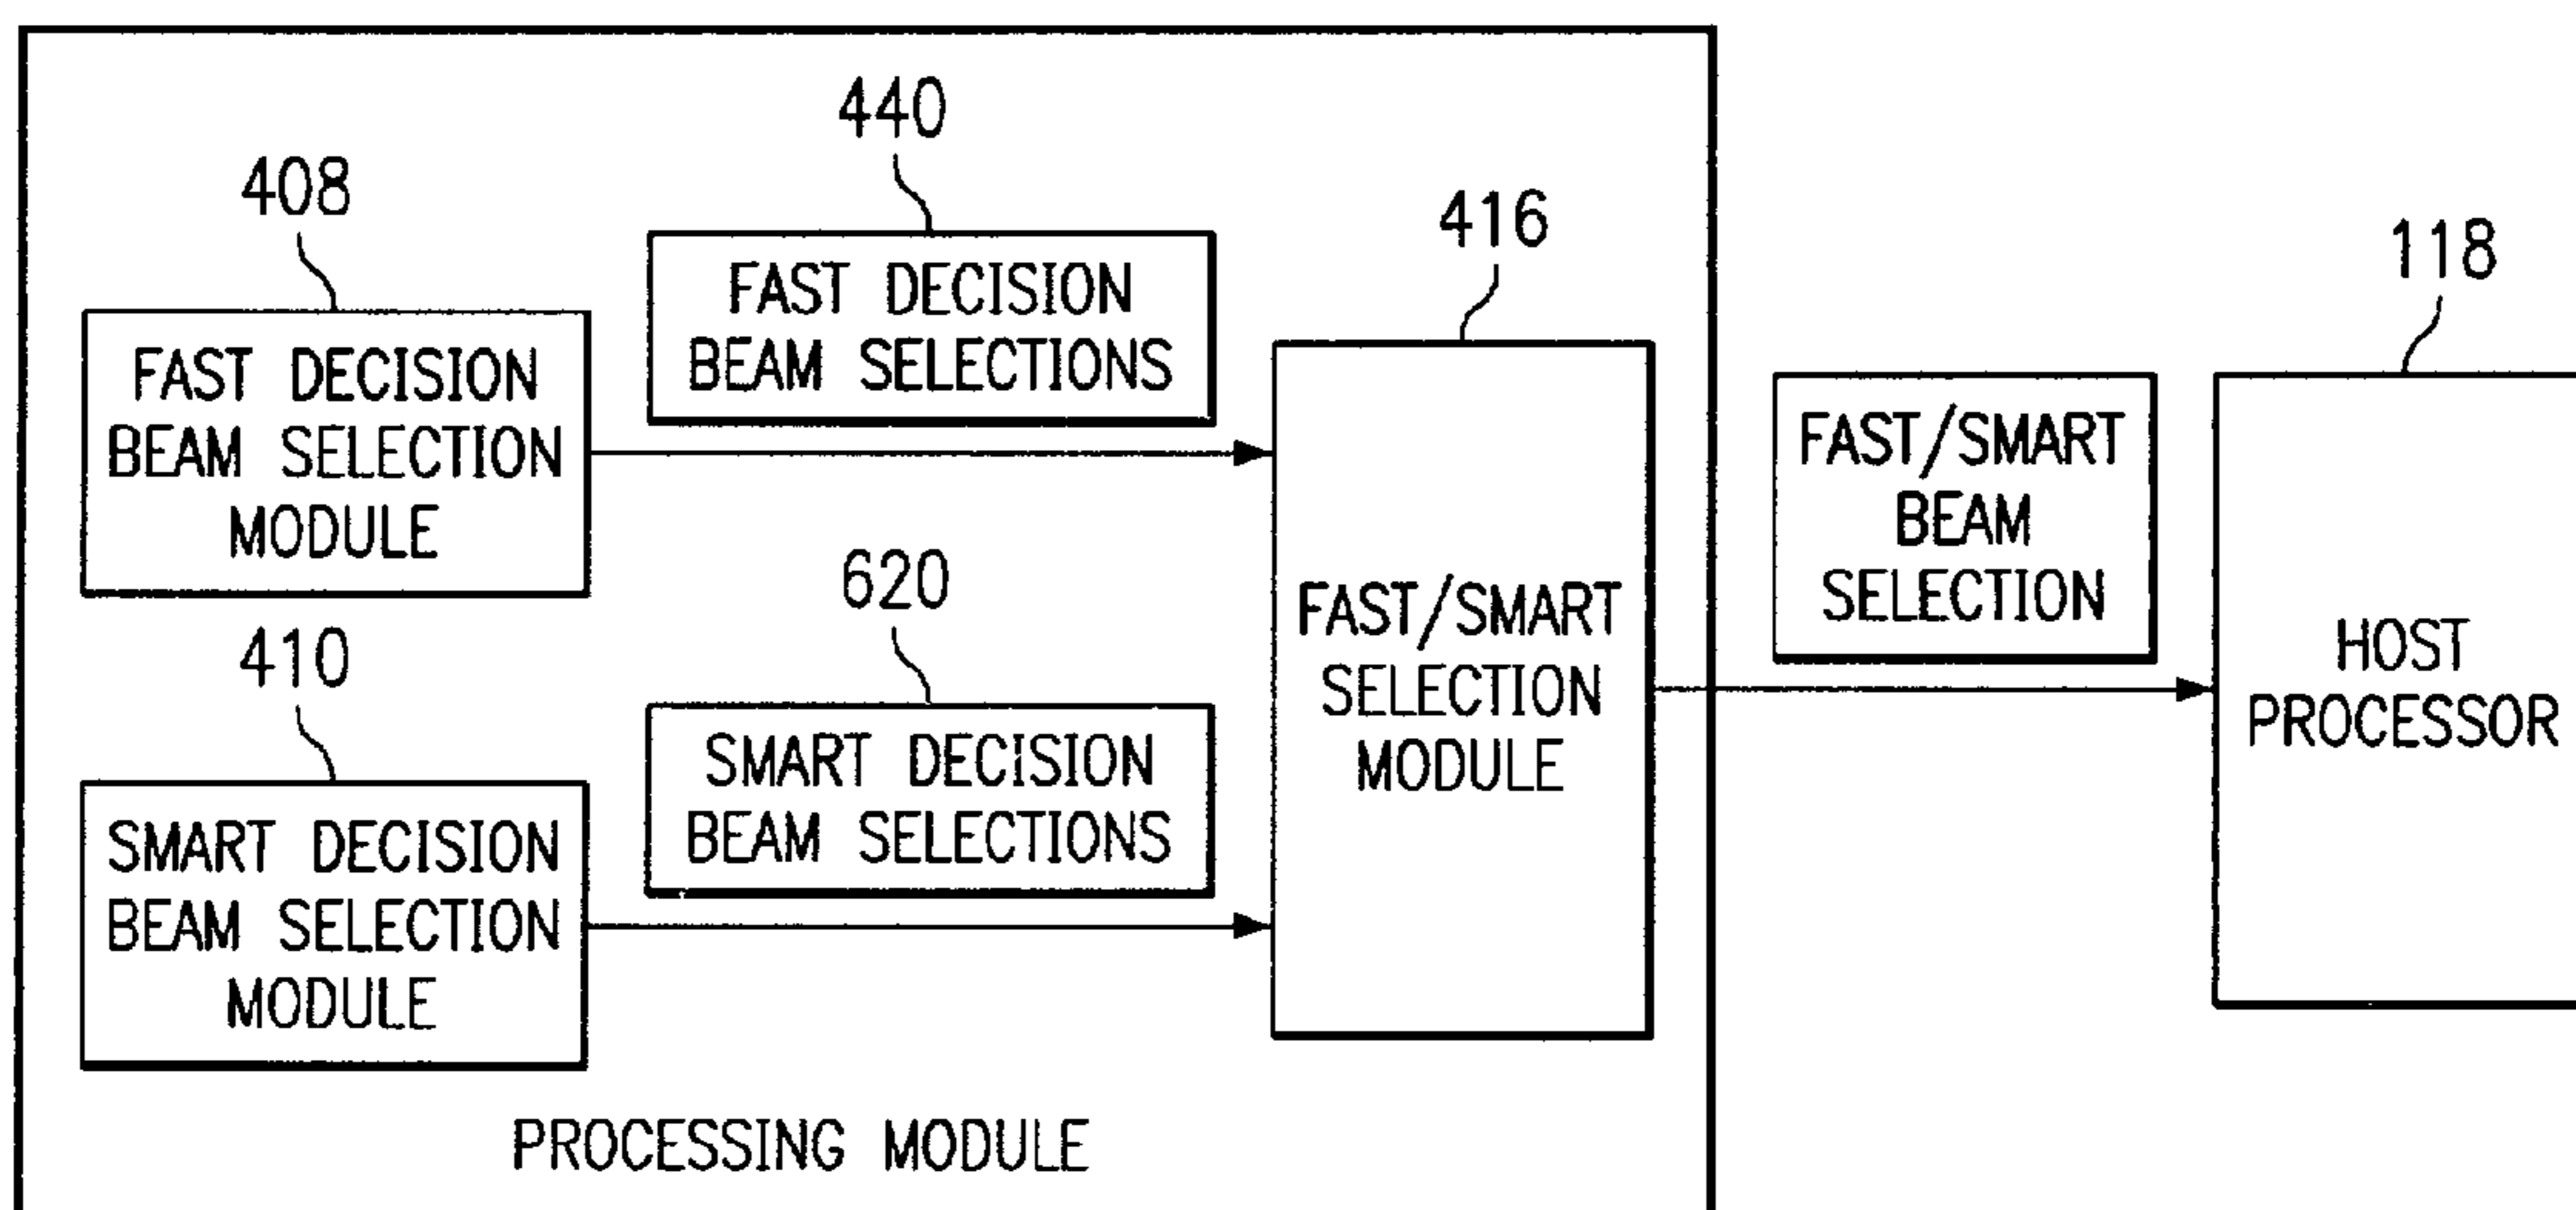 440
408
416
118
FAST DECISION
BEAM SELECTIONS
FAST DECISION
BEAM SELECTION
MODULE
FAST/SMART
BEAM
SELECTION
620
410
FAST/SMART
SELECTION
MODULE
HOST
PROCESSOR
SMART DECISION
BEAM SELECTIONS
SMART DECISION
BEAM SELECTION
MODULE
PROCESSING MODULE